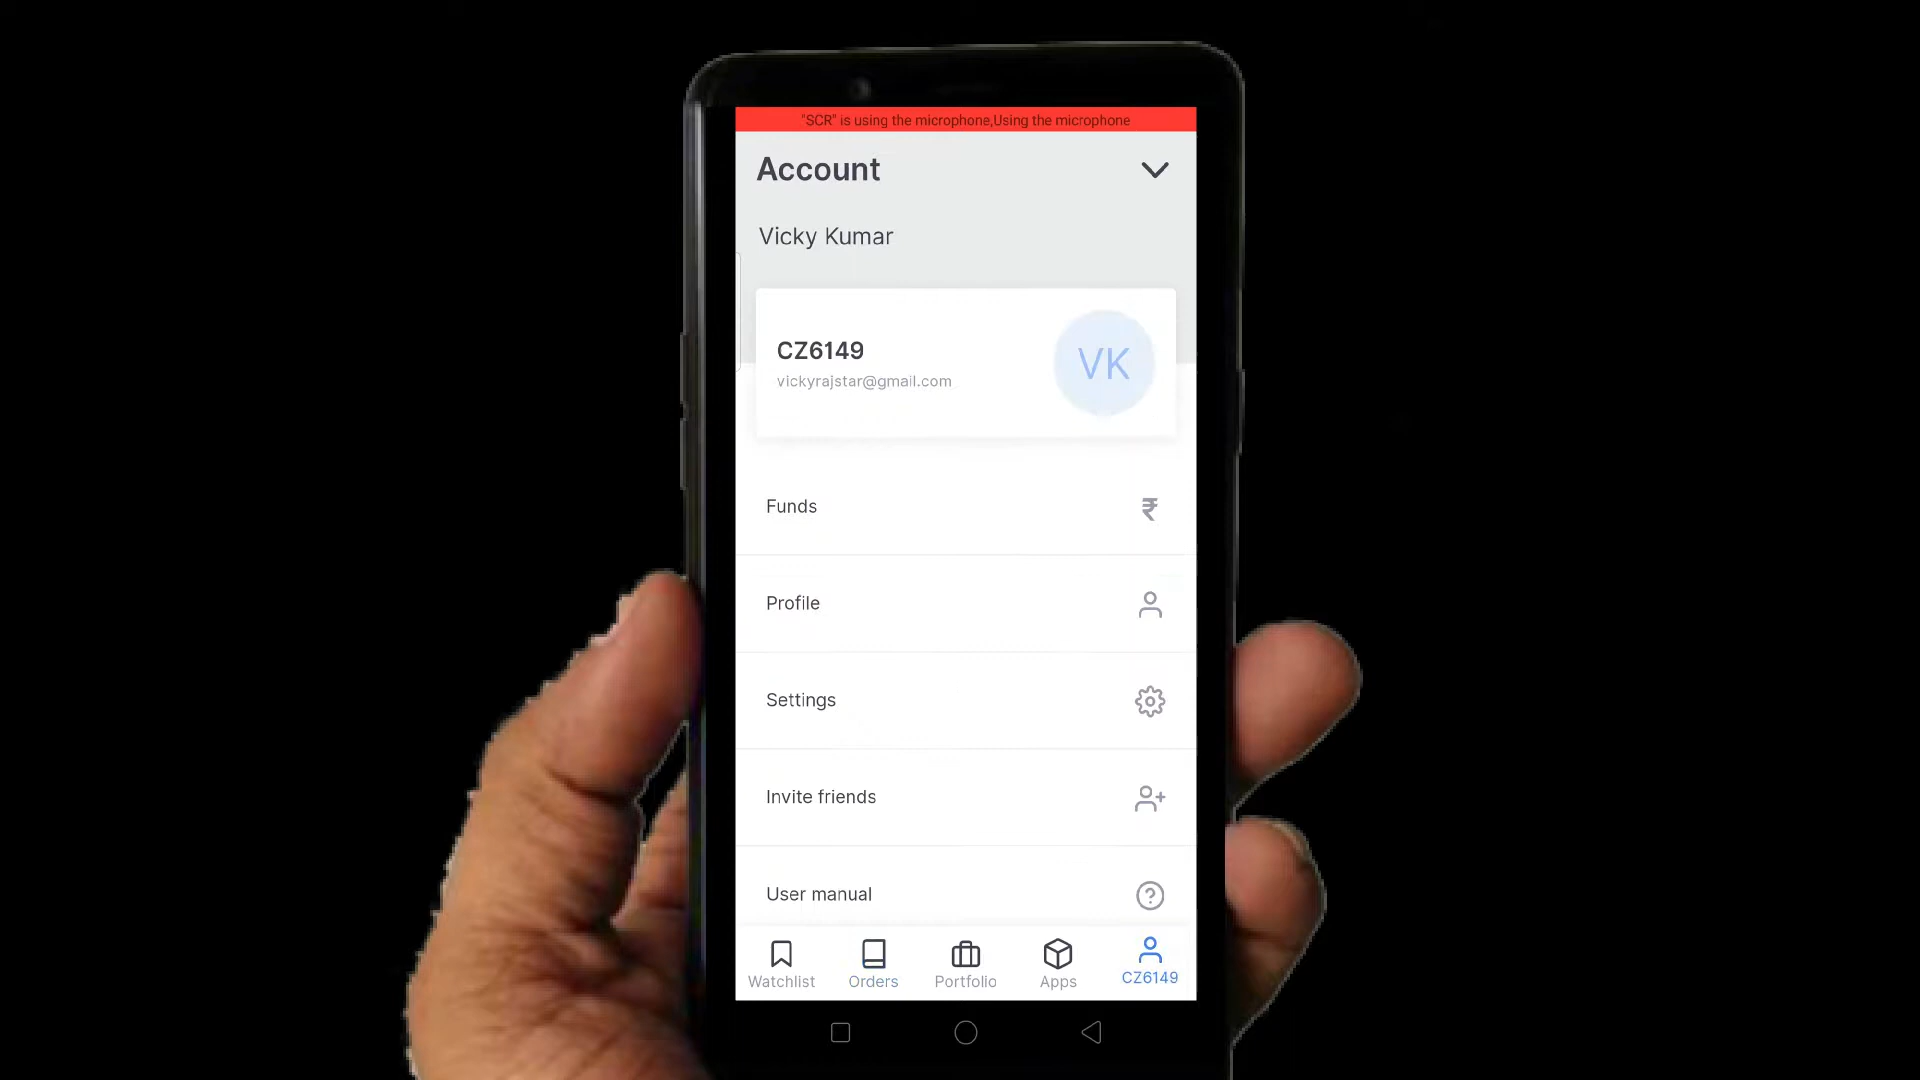 "SCR" is using the microphone,Using the microphone
Account
Vicky Kumar
CZ6149
vickyrajstar@gmail.com
VK
Funds
₹
Profile
Settings
Invite friends
User manual
?
Watchlist
Orders
Portfolio
Apps
CZ6149